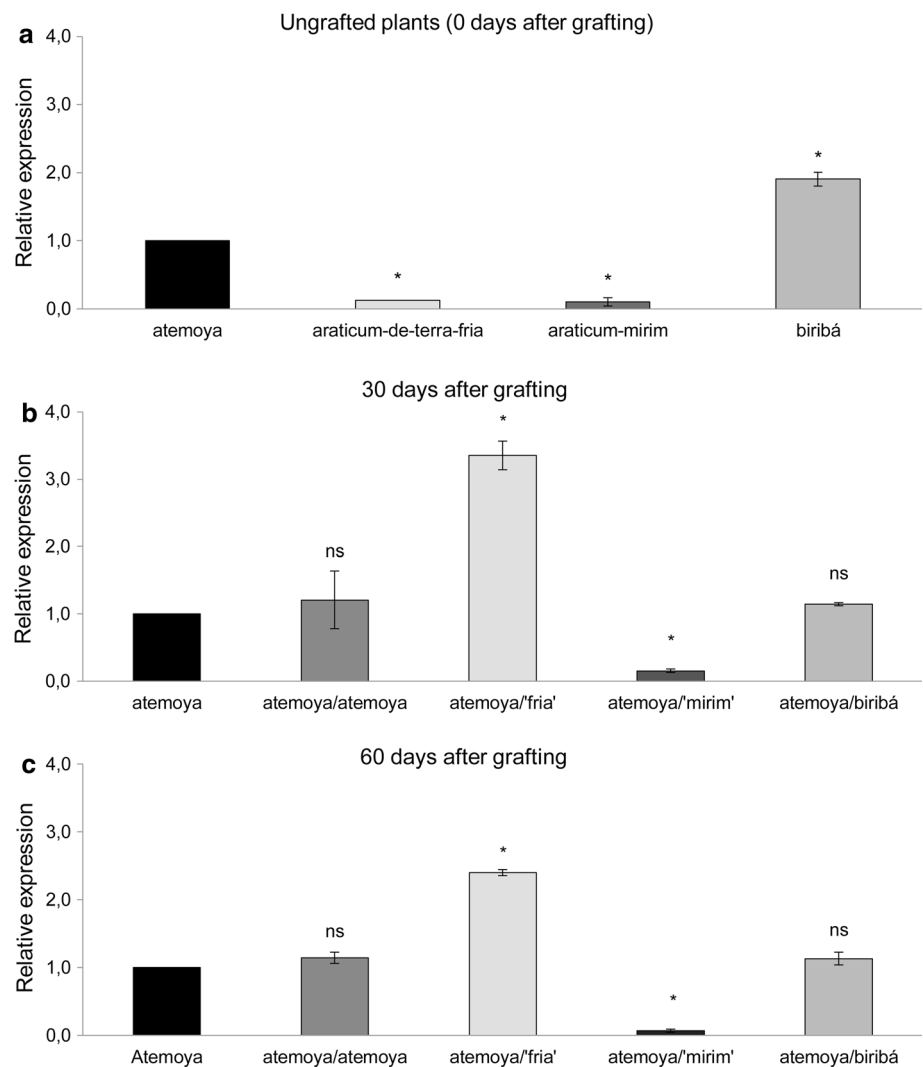 a
Ungrafted plants (0 days after grafting)
Relative expression
4,0
3,0
2,0
1,0
0,0
*
*
*
atemoya
araticum-de-terra-fria
araticum-mirim
biribá
b
30 days after grafting
Relative expression
4,0
3,0
2,0
1,0
0,0
ns
*
*
ns
atemoya
atemoya/atemoya
atemoya/'fria'
atemoya/'mirim'
atemoya/biribá
c
60 days after grafting
Relative expression
4,0
3,0
2,0
1,0
0,0
ns
*
*
ns
Atemoya
atemoya/atemoya
atemoya/'fria'
atemoya/'mirim'
atemoya/biribá